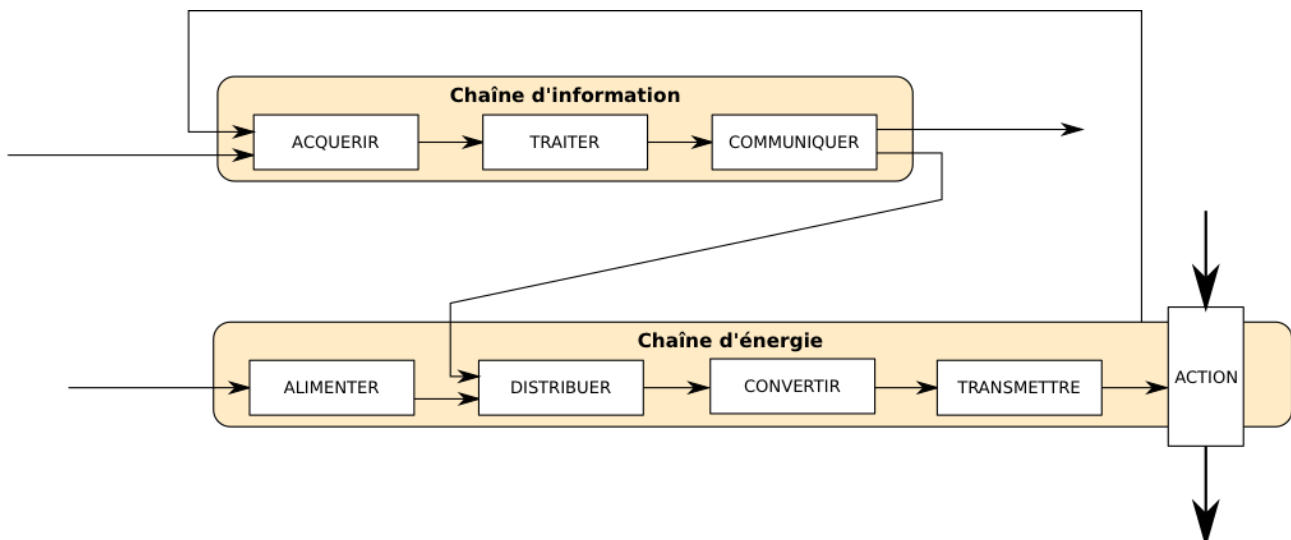 Chaîne d'information
ACQUERIR
TRAITER
COMMUNIQUER
Chaîne d'énergie
ALIMENTER
DISTRIBUER
CONVERTIR
TRANSMETTRE
ACTION